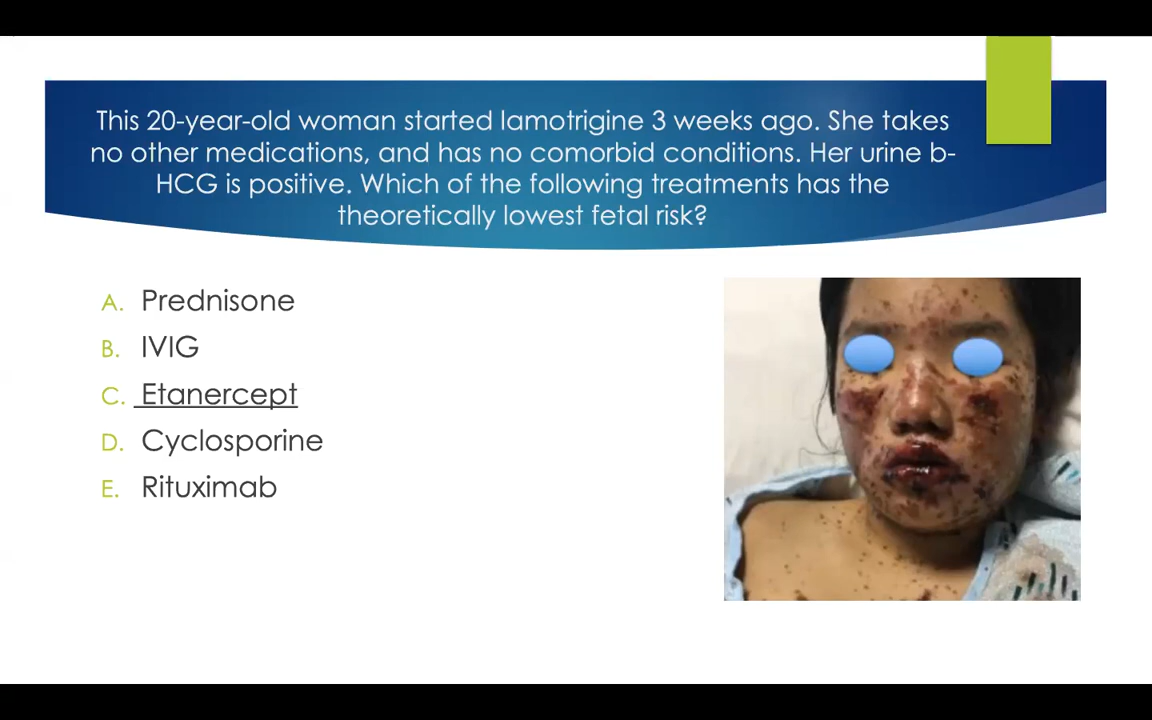 This 20-year-old woman started lamotrigine 3 weeks ago. She takes
no other medications, and has no comorbid conditions. Her urine b-
HCG is positive. Which of the following treatments has the
theoretically lowest fetal risk?
A. Prednisone
B. IVIG
C. Etanercept
D. Cyclosporine
E. Rituximab